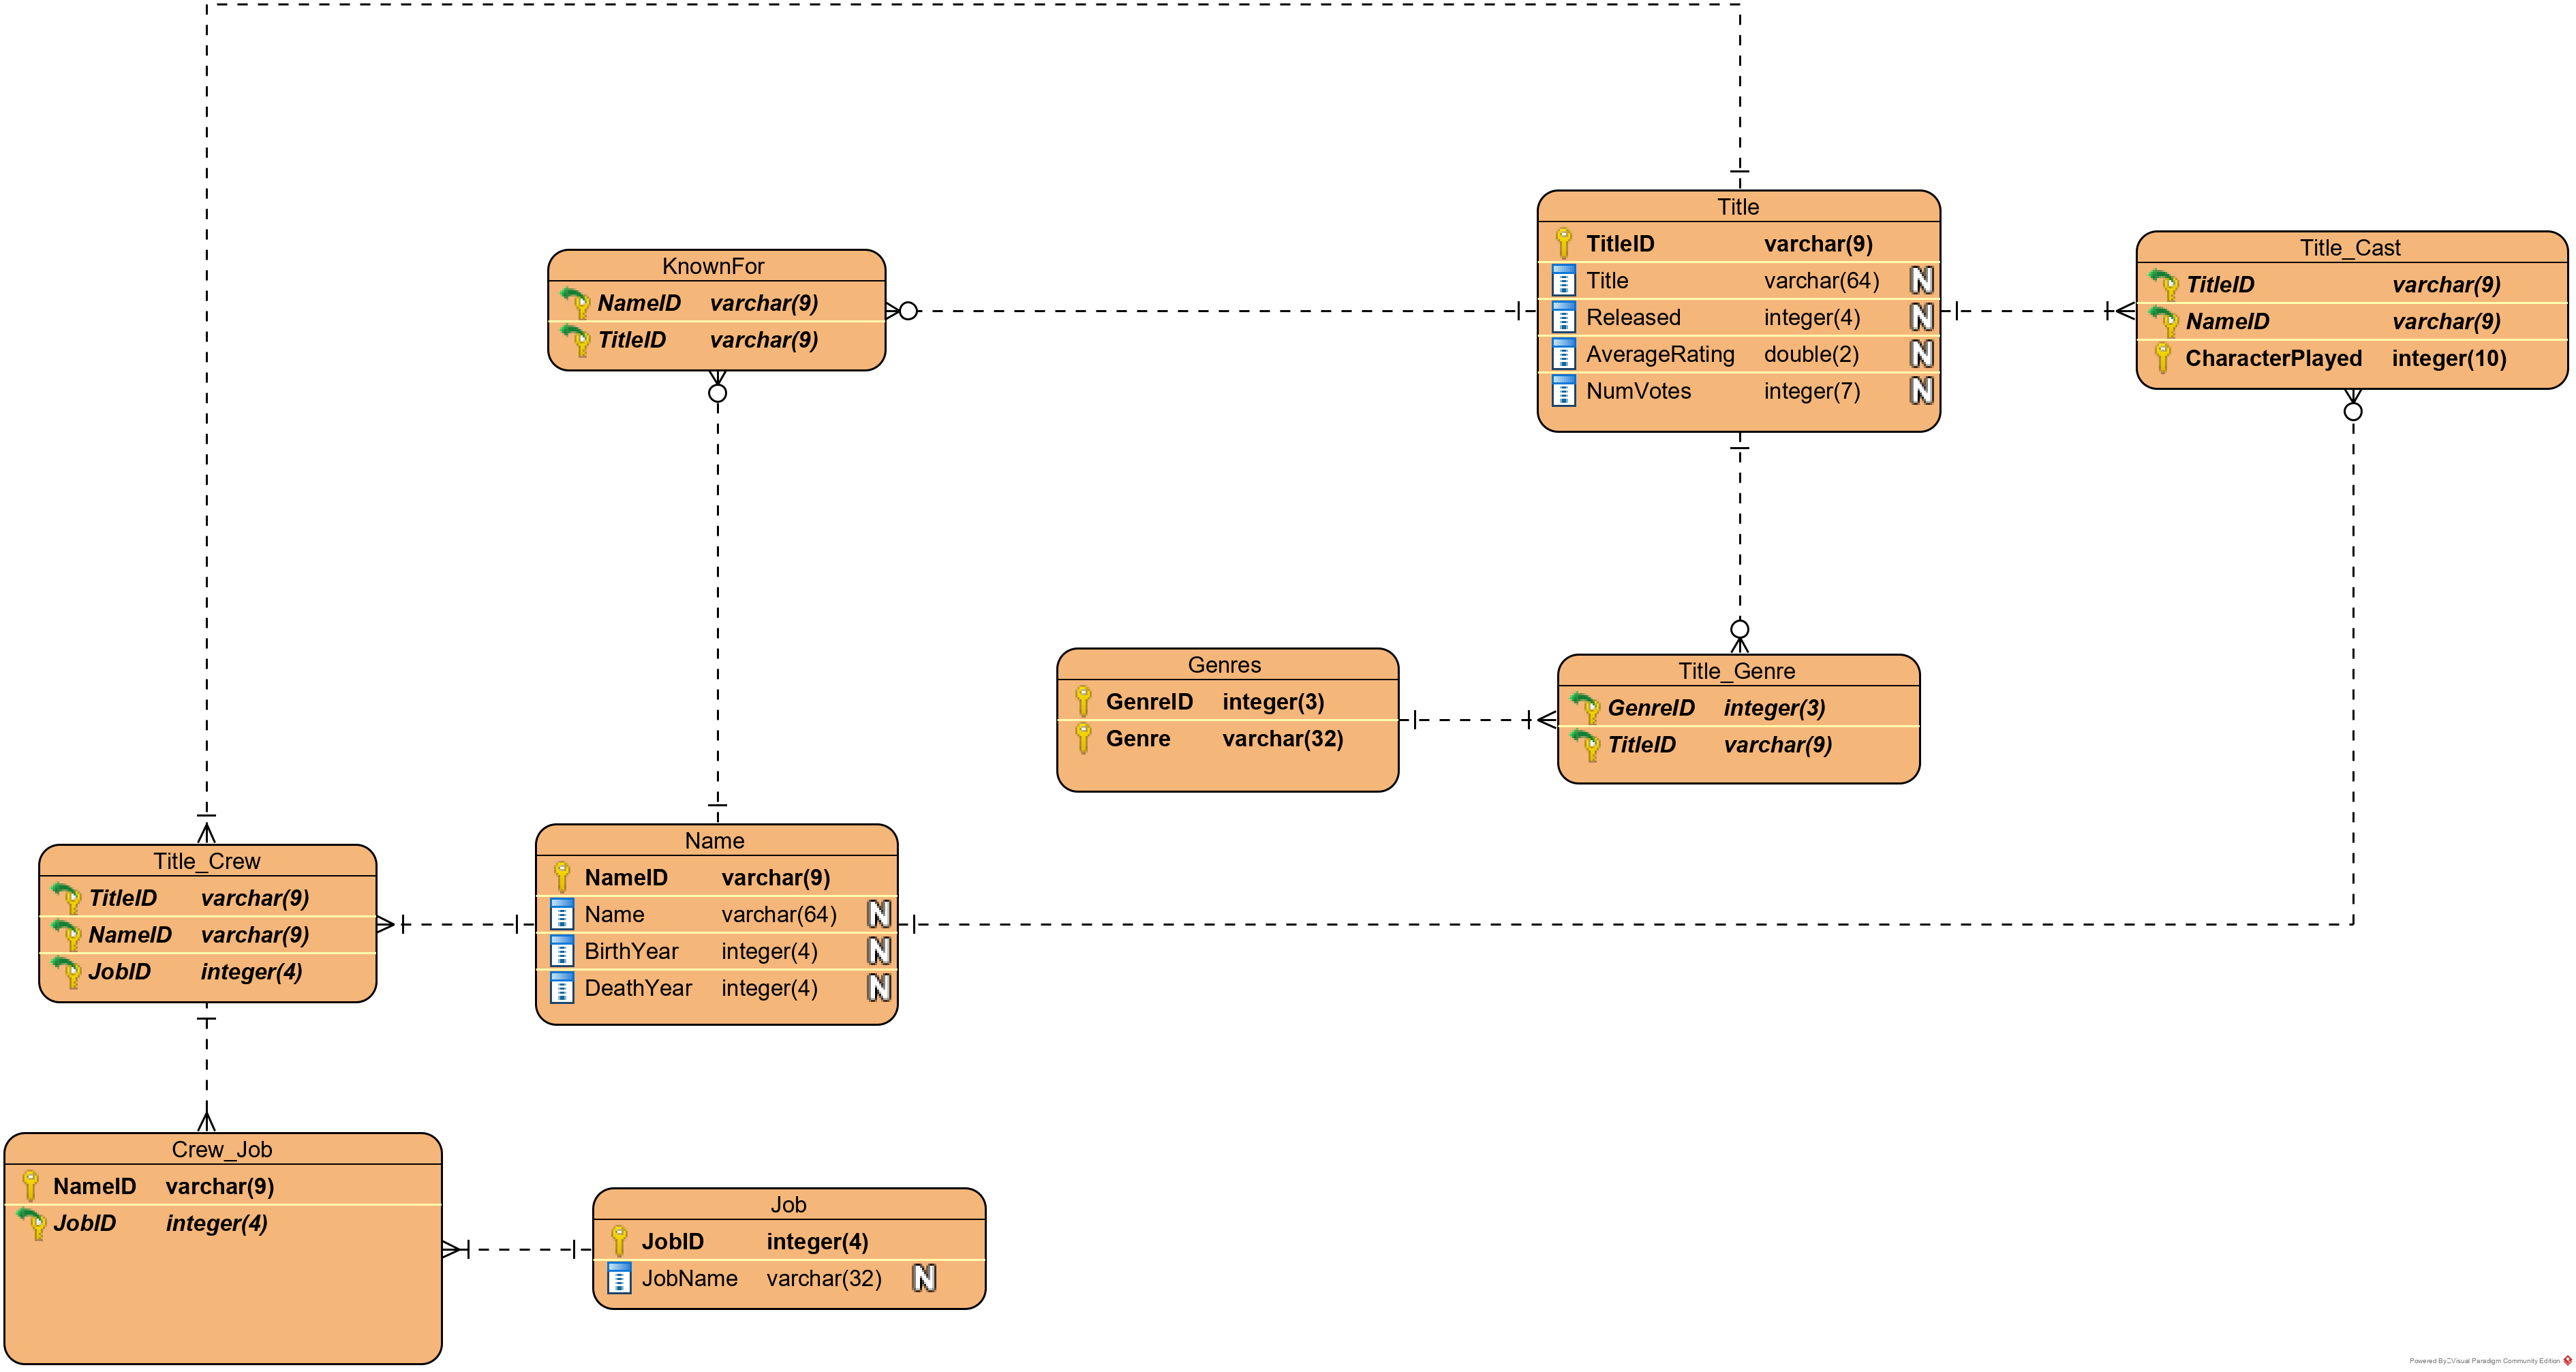 Title
TitleID varchar(9)
Title varchar(64) N
Released integer(4) N
AverageRating double(2) N
NumVotes integer(7) N
Title_Cast
TitleID varchar(9)
NameID varchar(9)
CharacterPlayed integer(10)
KnownFor
NameID varchar(9)
TitleID varchar(9)
Genres
GenreID integer(3)
Genre varchar(32)
Title_Genre
GenreID integer(3)
TitleID varchar(9)
Title_Crew
TitleID varchar(9)
NameID varchar(9)
JobID integer(4)
Name
NameID varchar(9)
Name varchar(64) N
BirthYear integer(4) N
DeathYear integer(4) N
Crew_Job
NameID varchar(9)
JobID integer(4)
Job
JobID integer(4)
JobName varchar(32) N
Powered By Visual Paradigm Community Edition